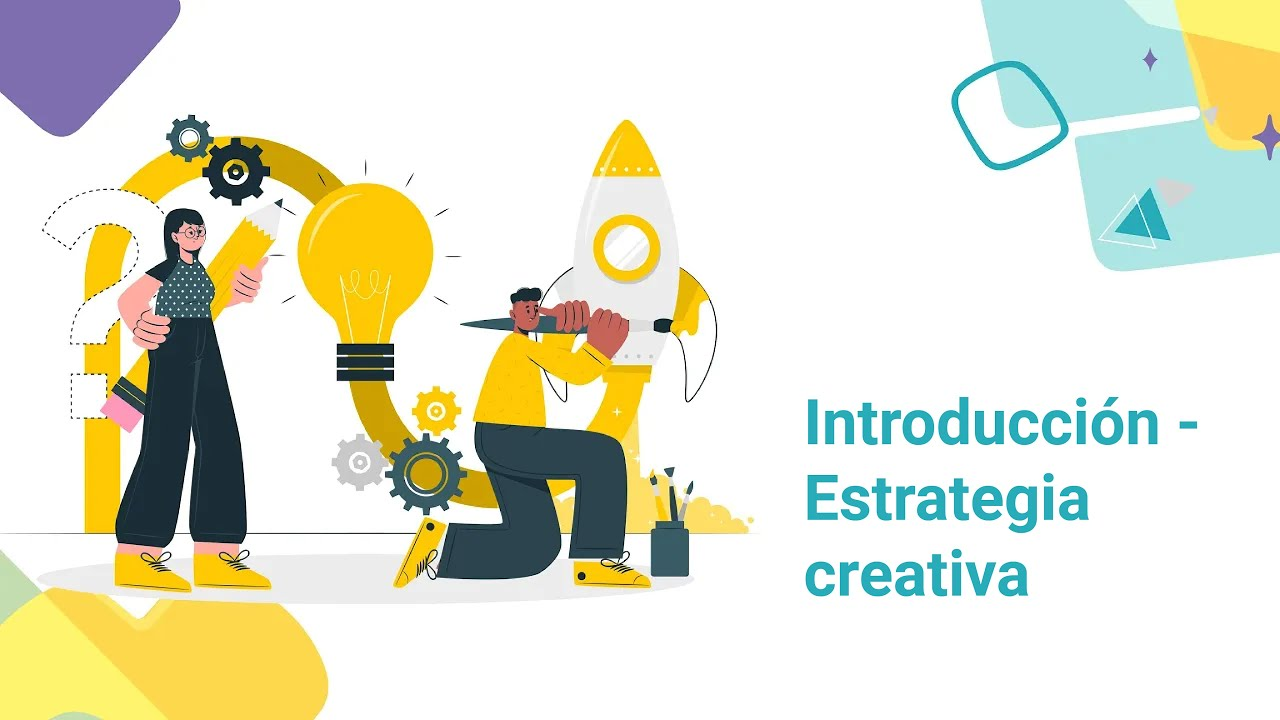 Introducción -
Estrategia
creativa